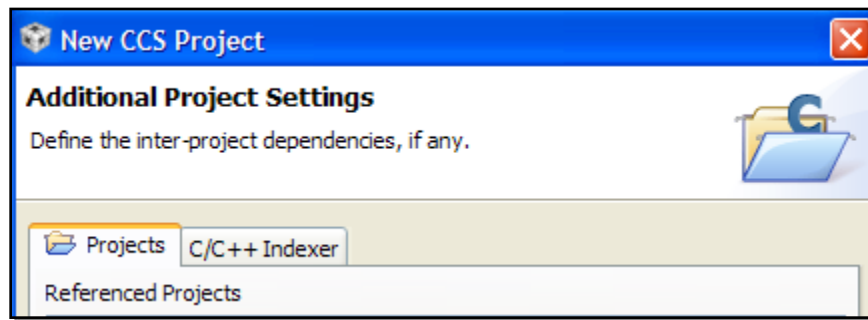 New CCS Project
Additional Project Settings
Define the inter-project dependencies, if any.
Projects C/C++ Indexer
Referenced Projects